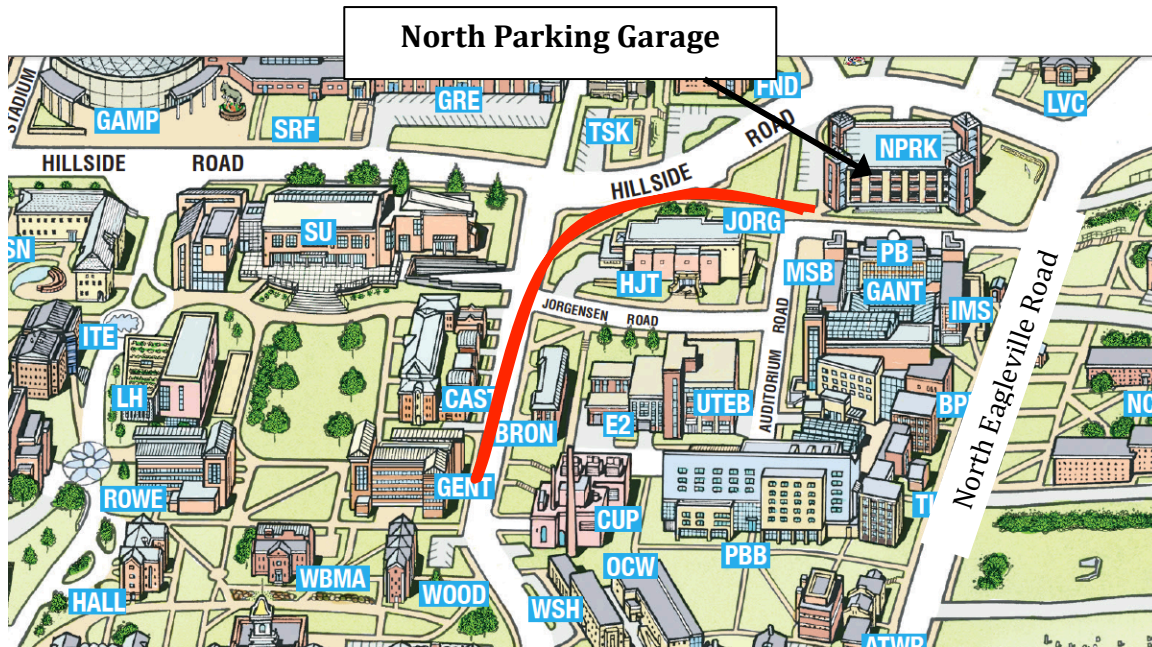 North Parking Garage
STADIUM
GAMP
SRF
GRE
TSK
FND
LVC
HILLSIDE ROAD
HILLSIDE ROAD
NPRK
SN
SU
JORG
HJT
MSB
PB
GANT
IMS
JORGENSEN ROAD
AUDITORIUM ROAD
North Eagleville Road
ITE
LH
CAST
BRON
E2
UTEB
BP
NO
ROWE
GENT
CUP
PBB
HALL
WBMA
WOOD
WSH
OCW
ATWR